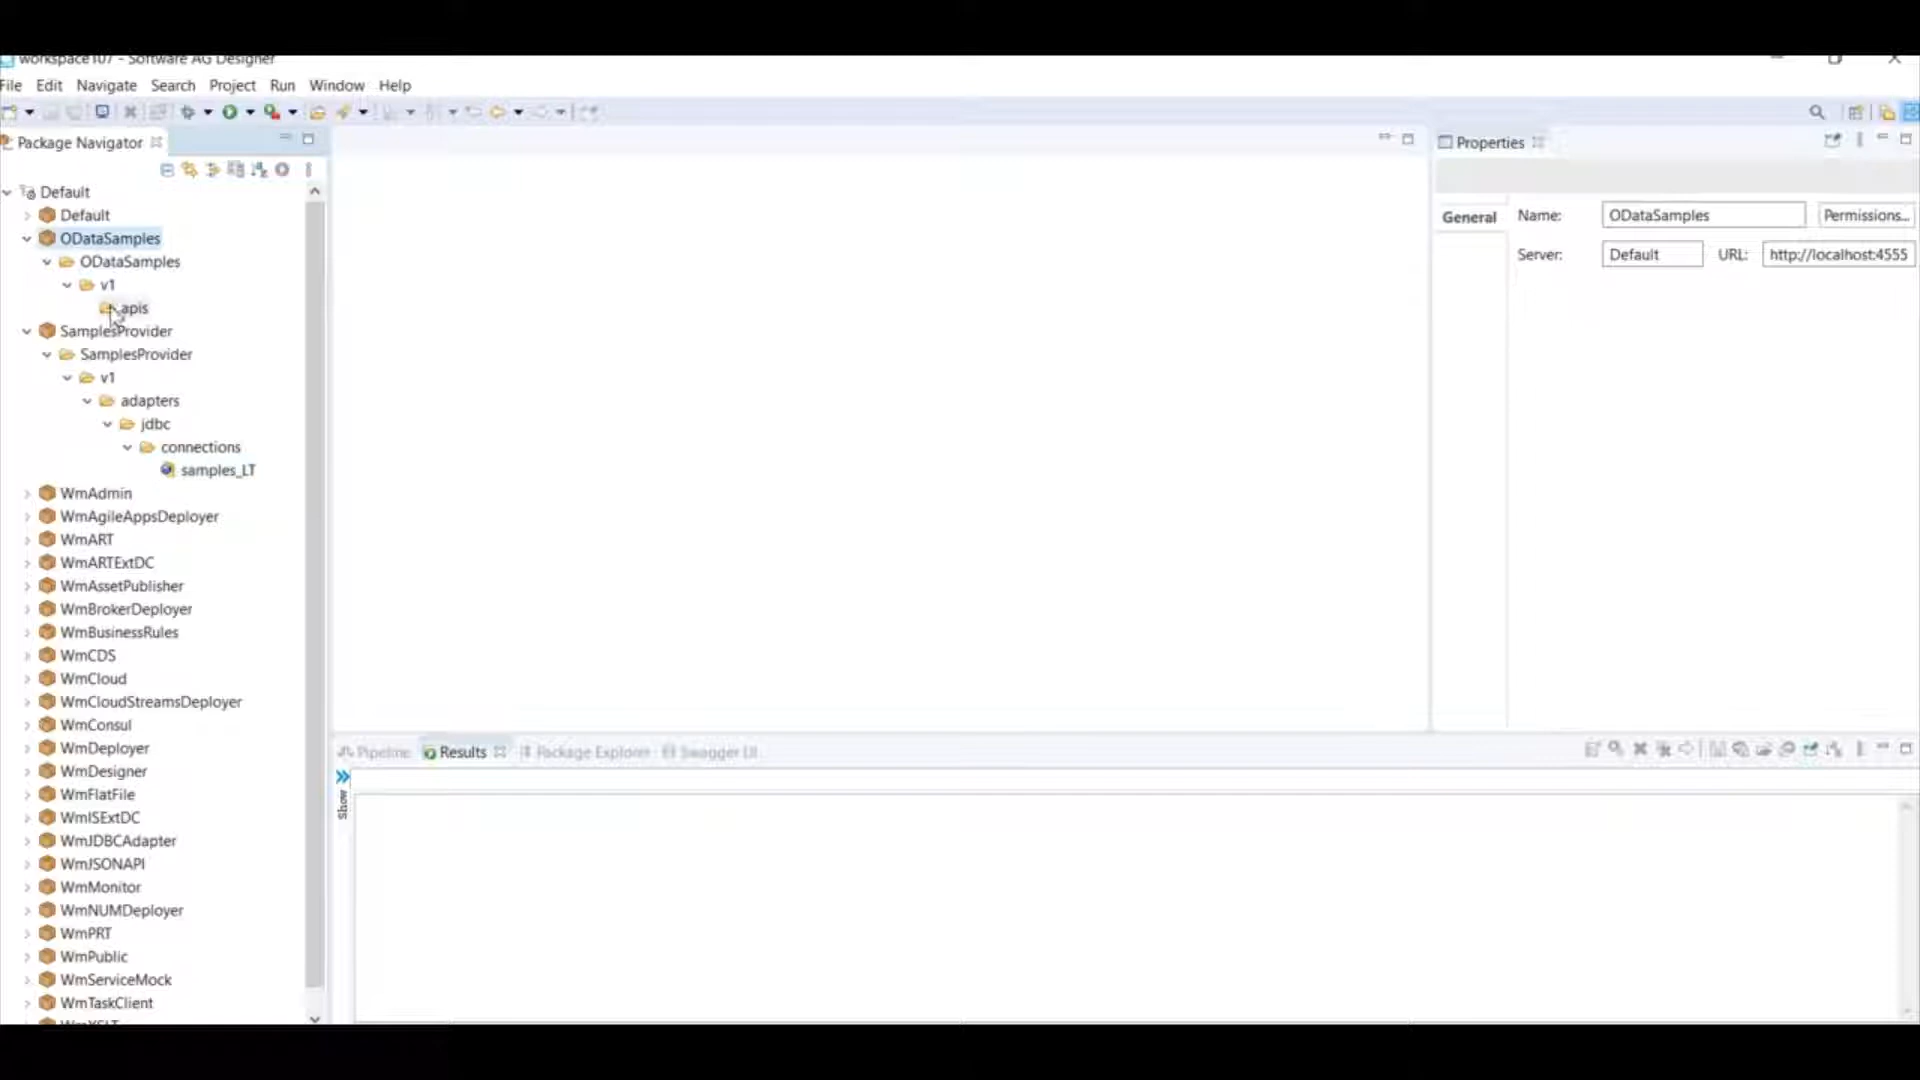 workspace107 - Software AG Designer
File Edit Navigate Search Project Run Window Help
Package Navigator
Default
Default
ODataSamples
ODataSamples
v1
apis
SamplesProvider
SamplesProvider
v1
adapters
jdbc
connections
samples_LT
WmAdmin
WmAgileAppsDeployer
WmART
WmARTExtDC
WmAssetPublisher
WmBrokerDeployer
WmBusinessRules
WmCDS
WmCloud
WmCloudStreamsDeployer
WmConsul
WmDeployer
WmDesigner
WmFlatFile
WmISExtDC
WmJDBCAdapter
WmJSONAPI
WmMonitor
WmNUMDeployer
WmPRT
WmPublic
WmServiceMock
WmTaskClient
WmXSLT
Properties
General Name: ODataSamples Permissions...
Server: Default URL: http://localhost:4555
Pipeline Results Package Explorer Swagger UI
Show